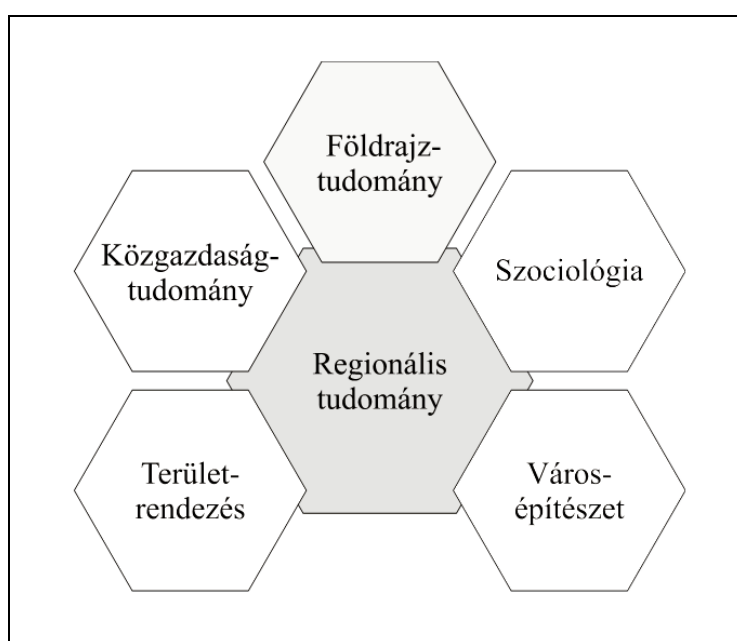 Földrajz-
tudomány
Közgazdaság-
tudomány
Szociológia
Regionális
tudomány
Terület-
rendezés
Város-
építészet